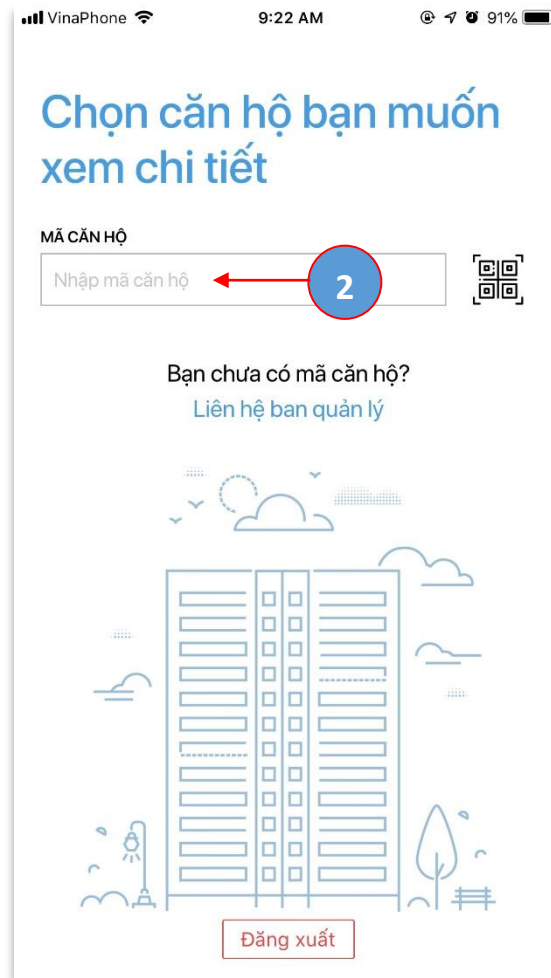 VinaPhone 9:22 AM 91%
Chọn căn hộ bạn muốn
xem chi tiết
MÃ CĂN HỘ
Nhập mã căn hộ 2
Bạn chưa có mã căn hộ?
Liên hệ ban quản lý
Đăng xuất